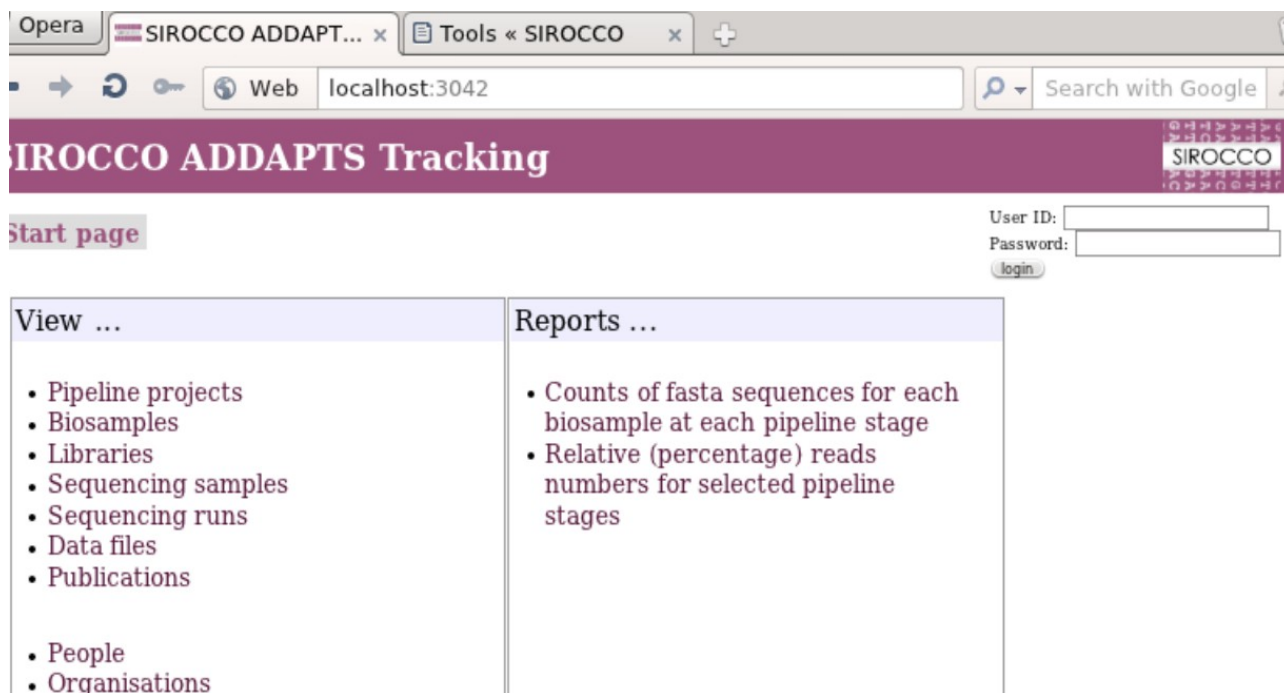 Opera
SIROCCO ADDAPT...
Tools « SIROCCO
Web
localhost:3042
Search with Google
SIROCCO ADDAPTS Tracking
SIROCCO
Start page
User ID:
Password:
login
View ...
Reports ...
• Pipeline projects
• Biosamples
• Libraries
• Sequencing samples
• Sequencing runs
• Data files
• Publications
• People
• Organisations
• Counts of fasta sequences for each
biosample at each pipeline stage
• Relative (percentage) reads
numbers for selected pipeline
stages